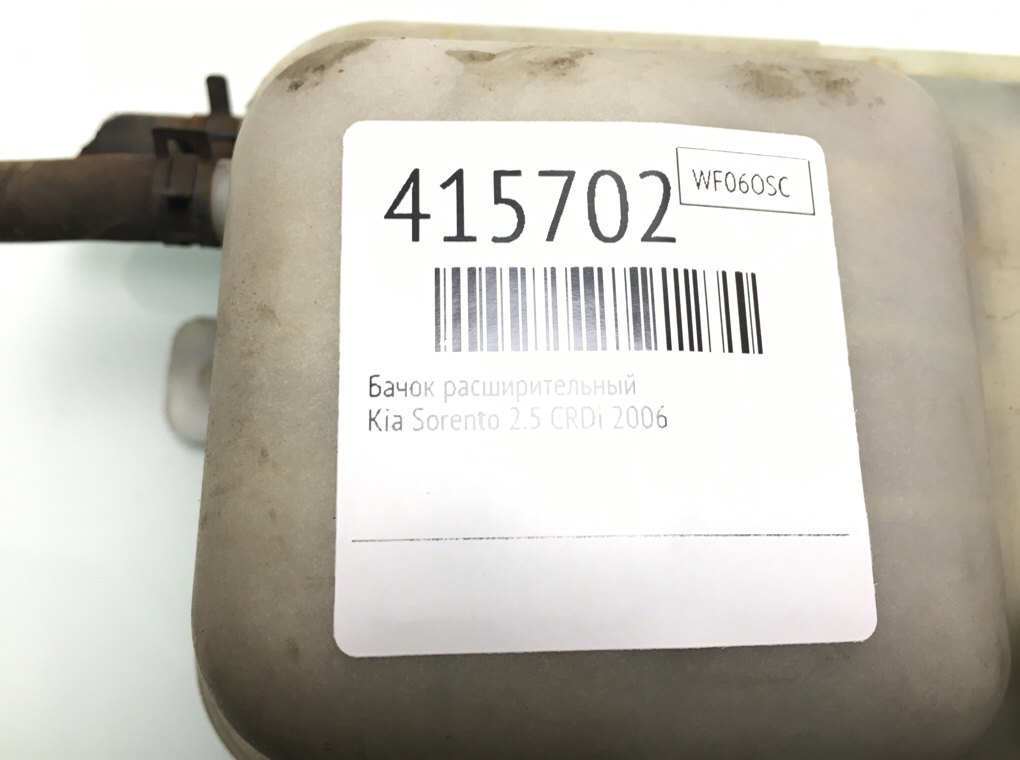 415702
WF06OSC
Бачок расширительный
Kia Sorento 2.5 CRDi 2006